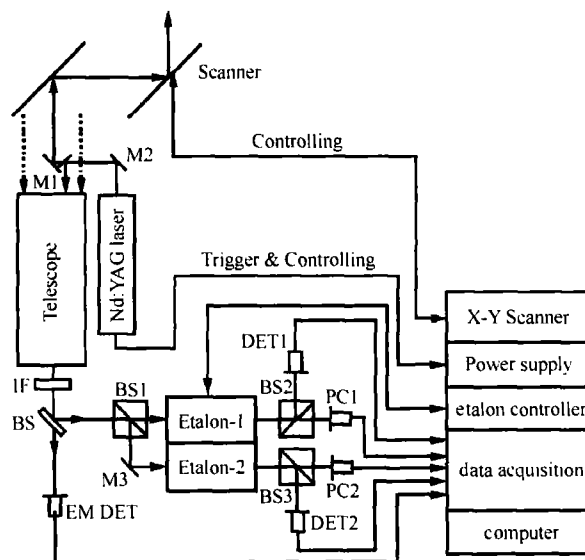 Scanner
Controlling
M2
M1
Telescope
Nd:YAG laser
Trigger & Controlling
X-Y Scanner
DET1
Power supply
IF
BS1
BS2
PC1
etalon controller
BS
Etalon-1
M3
Etalon-2
PC2
data acquisition
BS3
EM DET
DET2
computer